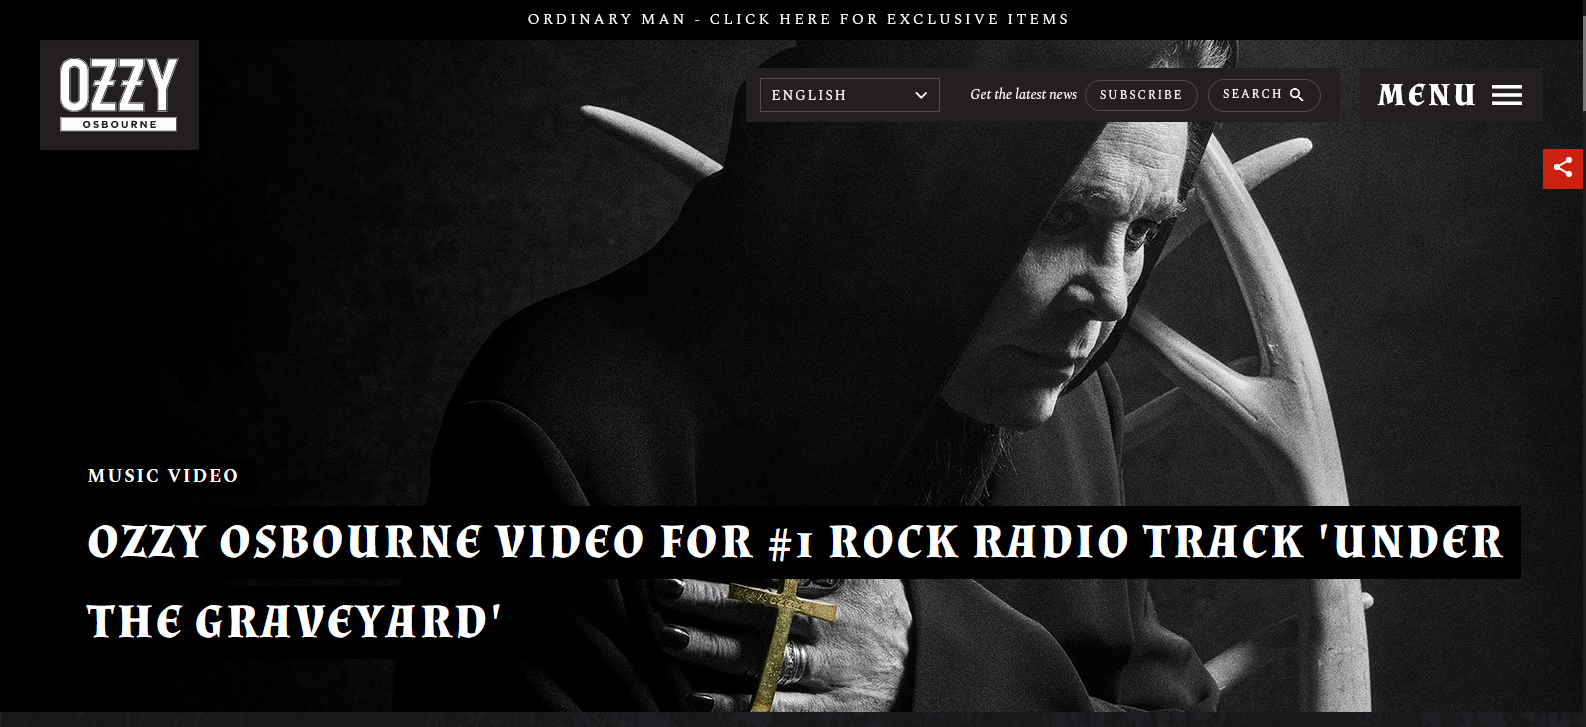 ORDINARY MAN - CLICK HERE FOR EXCLUSIVE ITEMS
OZZY
OSBOURNE
ENGLISH
Get the latest news
SUBSCRIBE
SEARCH
MENU
MUSIC VIDEO
OZZY OSBOURNE VIDEO FOR #1 ROCK RADIO TRACK 'UNDER
THE GRAVEYARD'